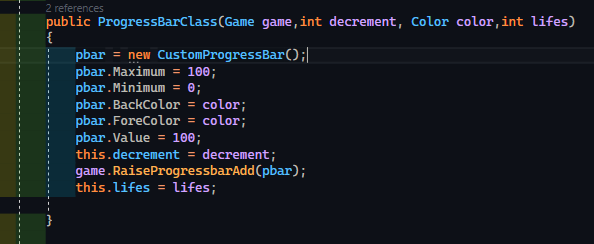 2 references
public ProgressBarClass(Game game,int decrement, Color color,int lifes)
{
pbar = new CustomProgressBar();
pbar.Maximum = 100;
pbar.Minimum = 0;
pbar.BackColor = color;
pbar.ForeColor = color;
pbar.Value = 100;
this.decrement = decrement;
game.RaiseProgressbarAdd(pbar);
this.lifes = lifes;
}